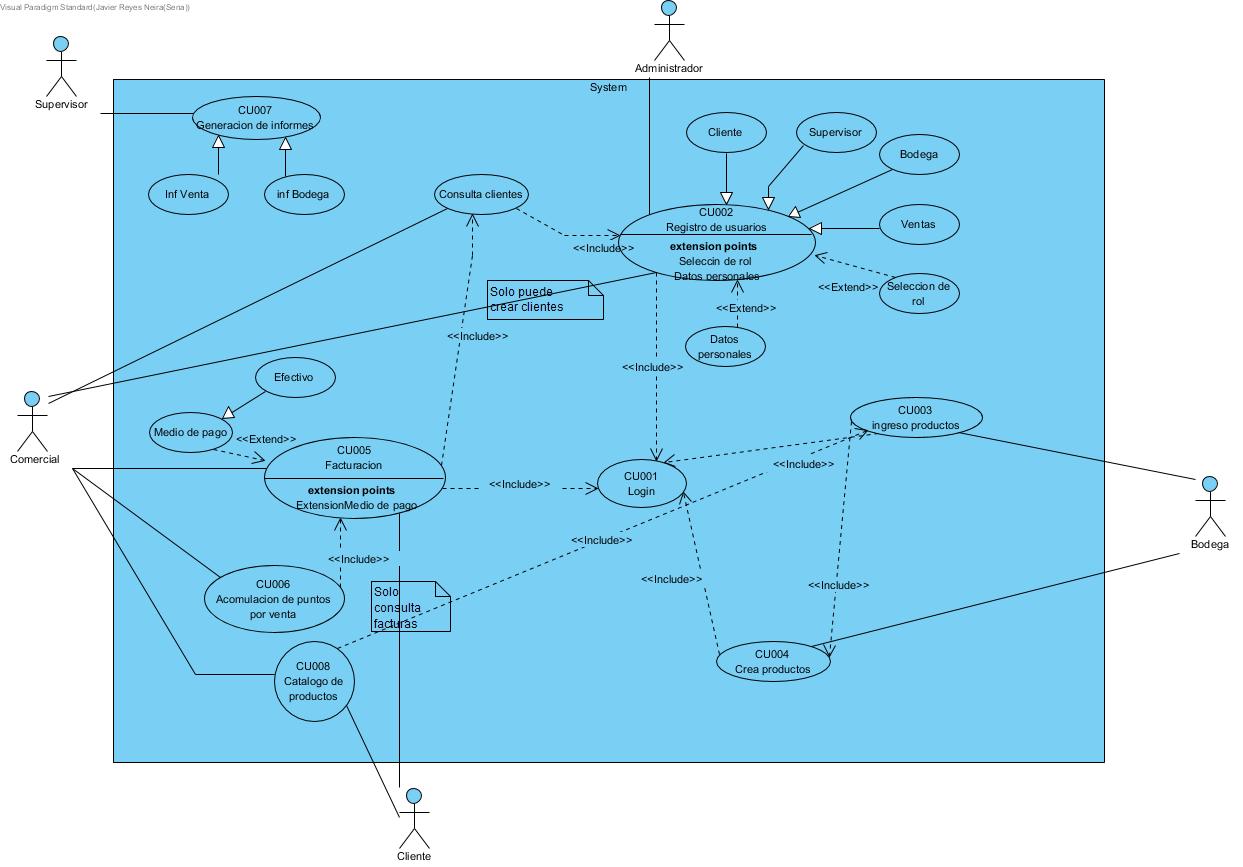 Visual Paradigm Standard(Javier Reyes Neira(Sena))
Administrador
Supervisor
System
CU007
Generacion de informes
Inf Venta
inf Bodega
Consulta clientes
Cliente
Supervisor
Bodega
Ventas
CU002
Registro de usuarios
extension points
Seleccin de rol
Datos personales
<<Include>>
<<Extend>>
Seleccion de
rol
<<Extend>>
Datos
personales
Solo puede
crear clientes
<<Include>>
<<Include>>
Efectivo
Medio de pago
<<Extend>>
Comercial
CU005
Facturacion
extension points
ExtensionMedio de pago
<<Include>>
CU001
Login
CU003
ingreso productos
<<Include>>
Bodega
<<Include>>
<<Include>>
<<Include>>
<<Include>>
CU006
Acomulacion de puntos
por venta
Solo
consulta
facturas
CU004
Crea productos
CU008
Catalogo de
productos
Cliente